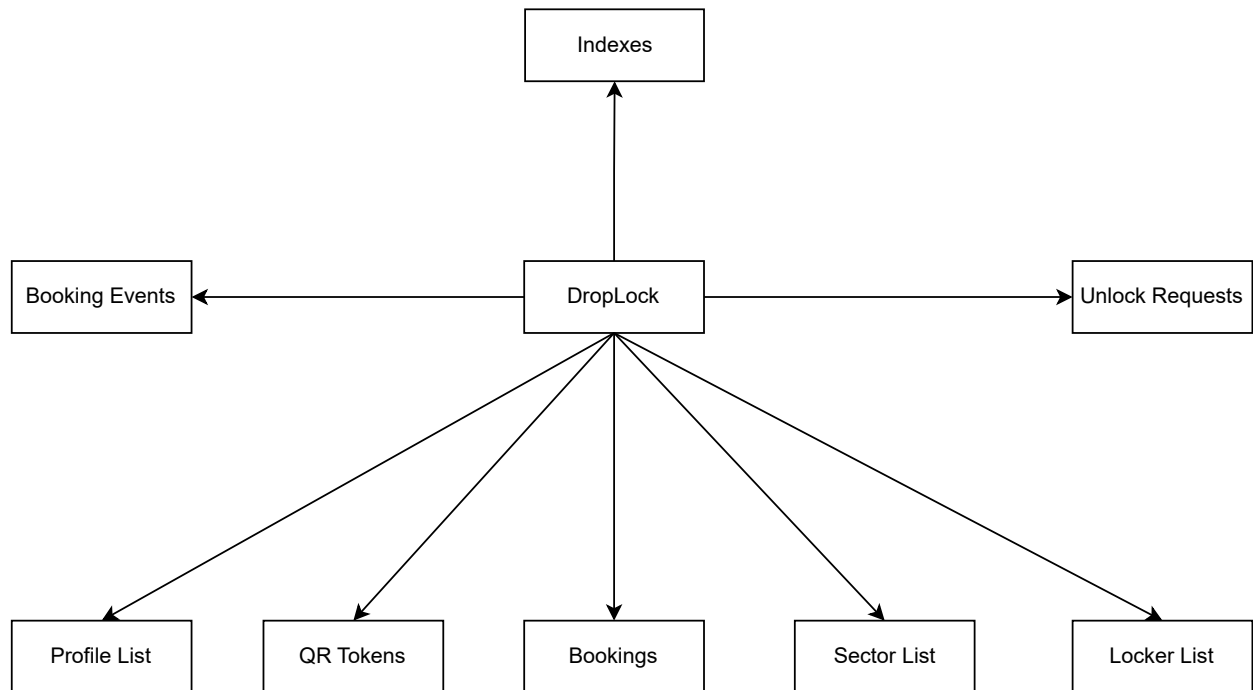 Indexes
Booking Events
DropLock
Unlock Requests
Profile List
QR Tokens
Bookings
Sector List
Locker List